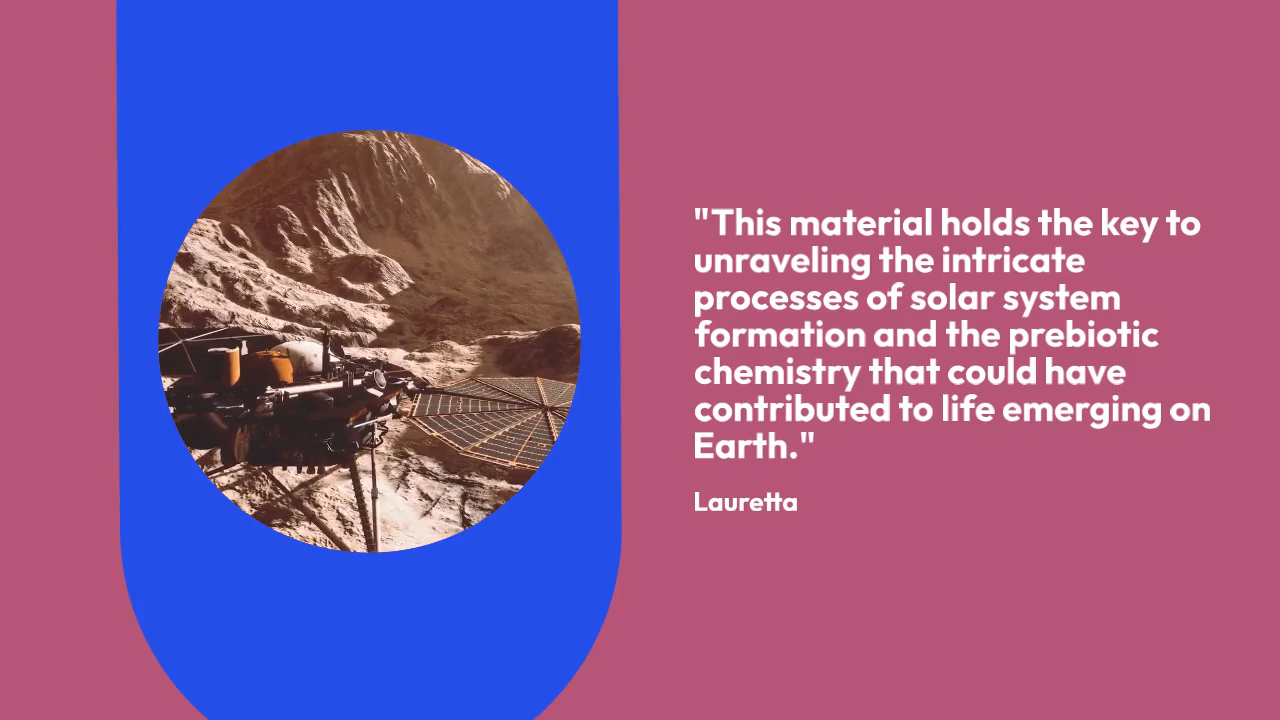 "This material holds the key to
unraveling the intricate
processes of solar system
formation and the prebiotic
chemistry that could have
contributed to life emerging on
Earth."
Lauretta